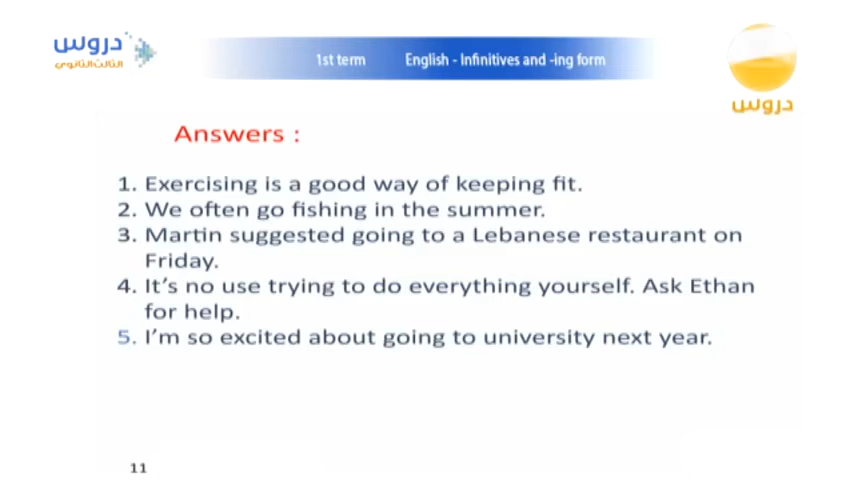 دروس
الثالث الثانوي
1st term English - Infinitives and -ing form
دروس
Answers :
1. Exercising is a good way of keeping fit.
2. We often go fishing in the summer.
3. Martin suggested going to a Lebanese restaurant on
Friday.
4. It's no use trying to do everything yourself. Ask Ethan
for help.
5. I'm so excited about going to university next year.
11